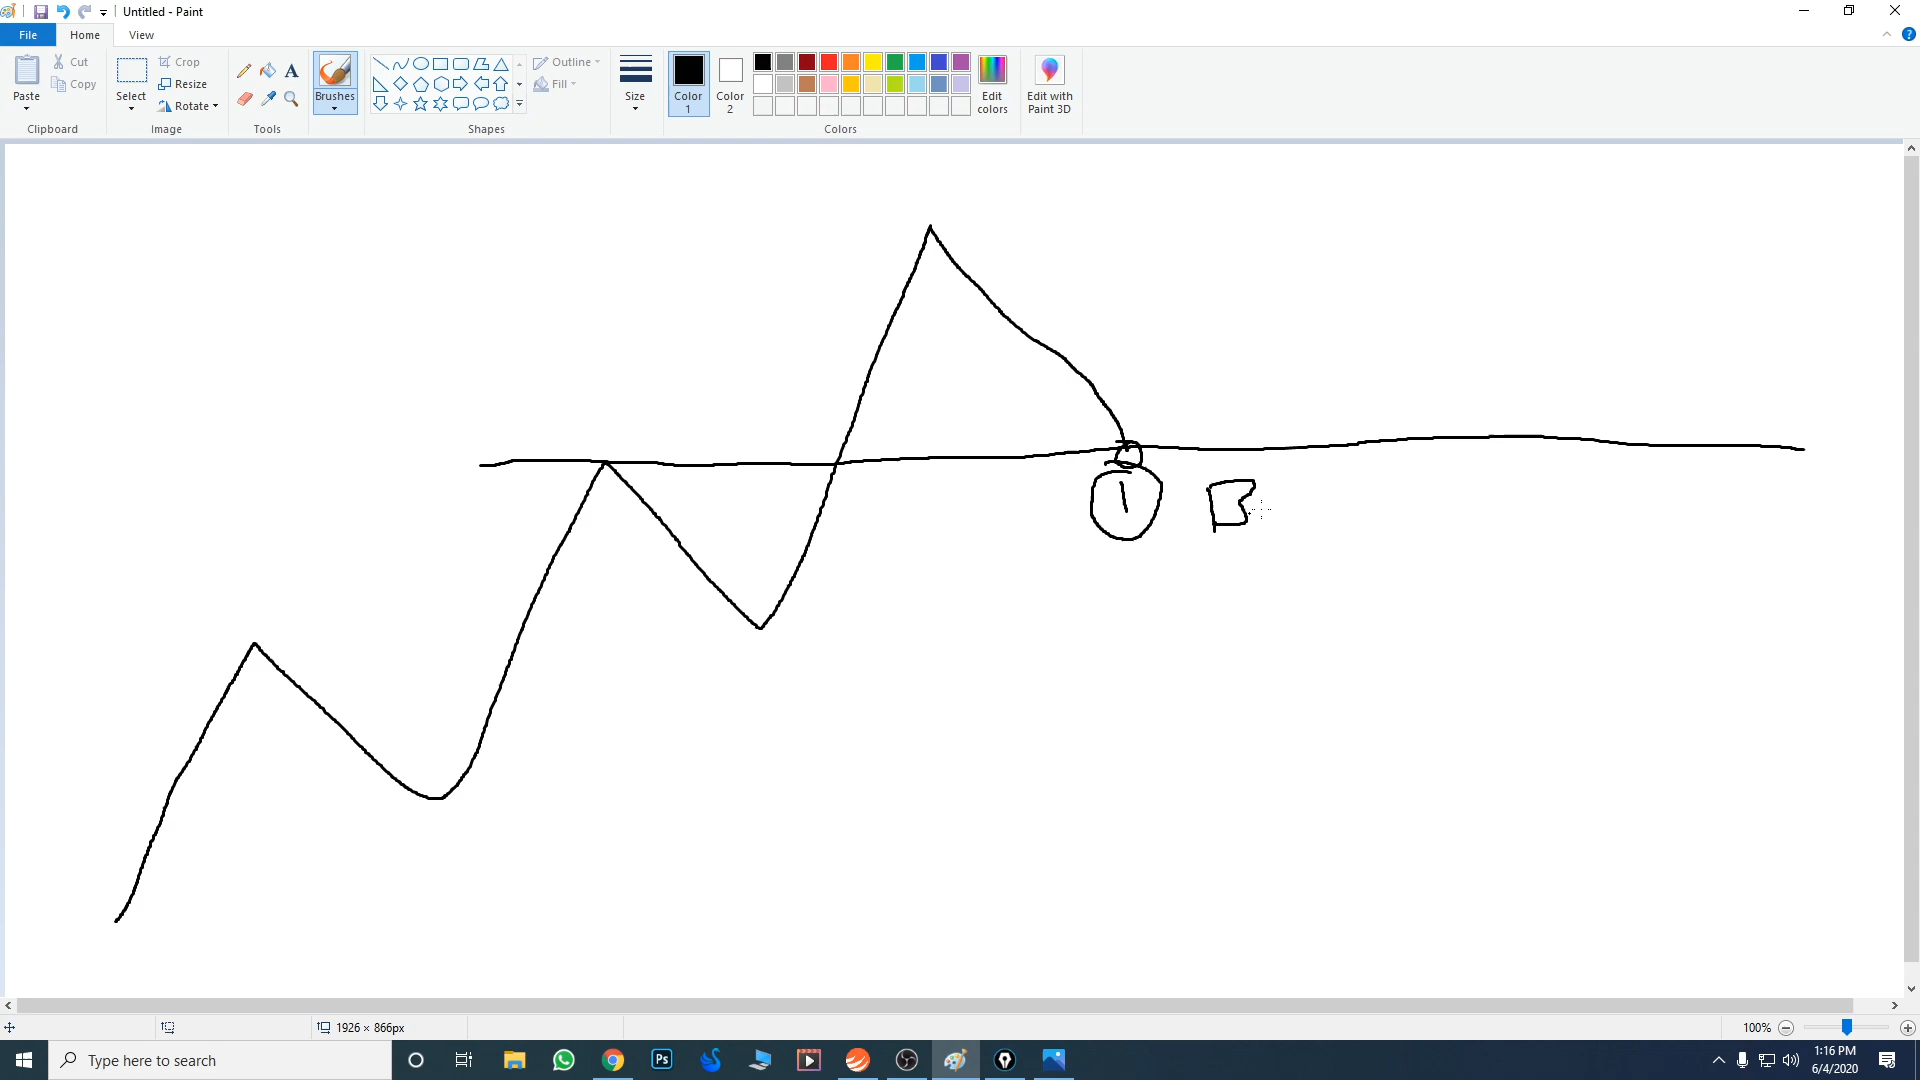 Untitled - Paint
File Home View
Paste
Cut
Copy
Clipboard
Select
Crop
Resize
Rotate
Image
Tools
Brushes
Shapes
Outline
Fill
Size
Color 1
Color 2
Edit colors
Colors
Edit with Paint 3D
1 B
1926 × 866px
100%
Type here to search
Ps
1:16 PM
6/4/2020